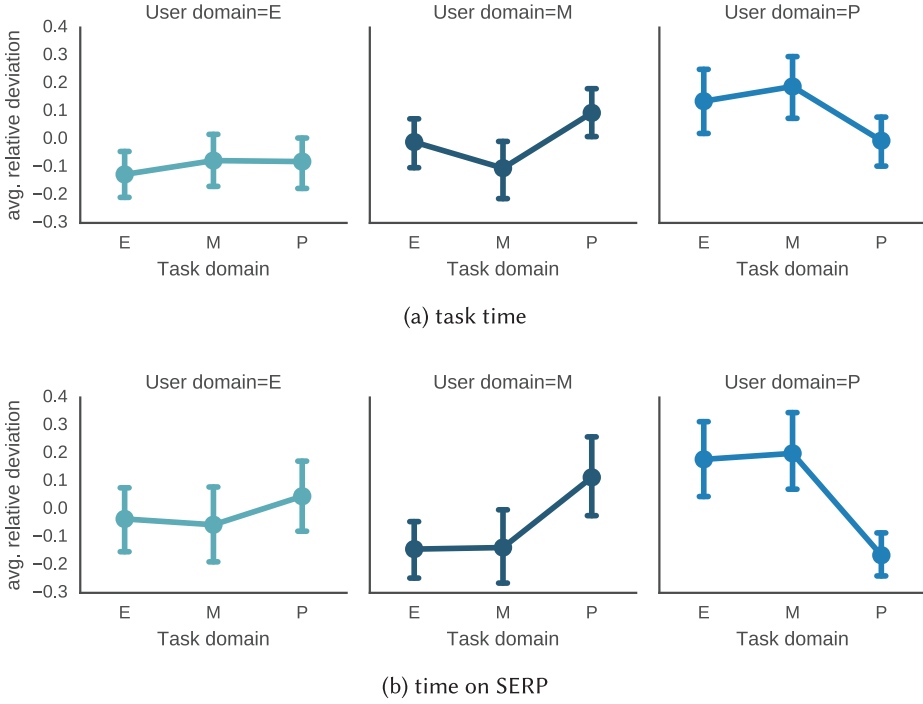 User domain=E User domain=M User domain=P
avg. relative deviation
0.4
0.3
0.2
0.1
0.0
−0.1
−0.2
−0.3
E M P E M P E M P
Task domain Task domain Task domain
(a) task time
User domain=E User domain=M User domain=P
avg. relative deviation
0.4
0.3
0.2
0.1
0.0
−0.1
−0.2
−0.3
E M P E M P E M P
Task domain Task domain Task domain
(b) time on SERP